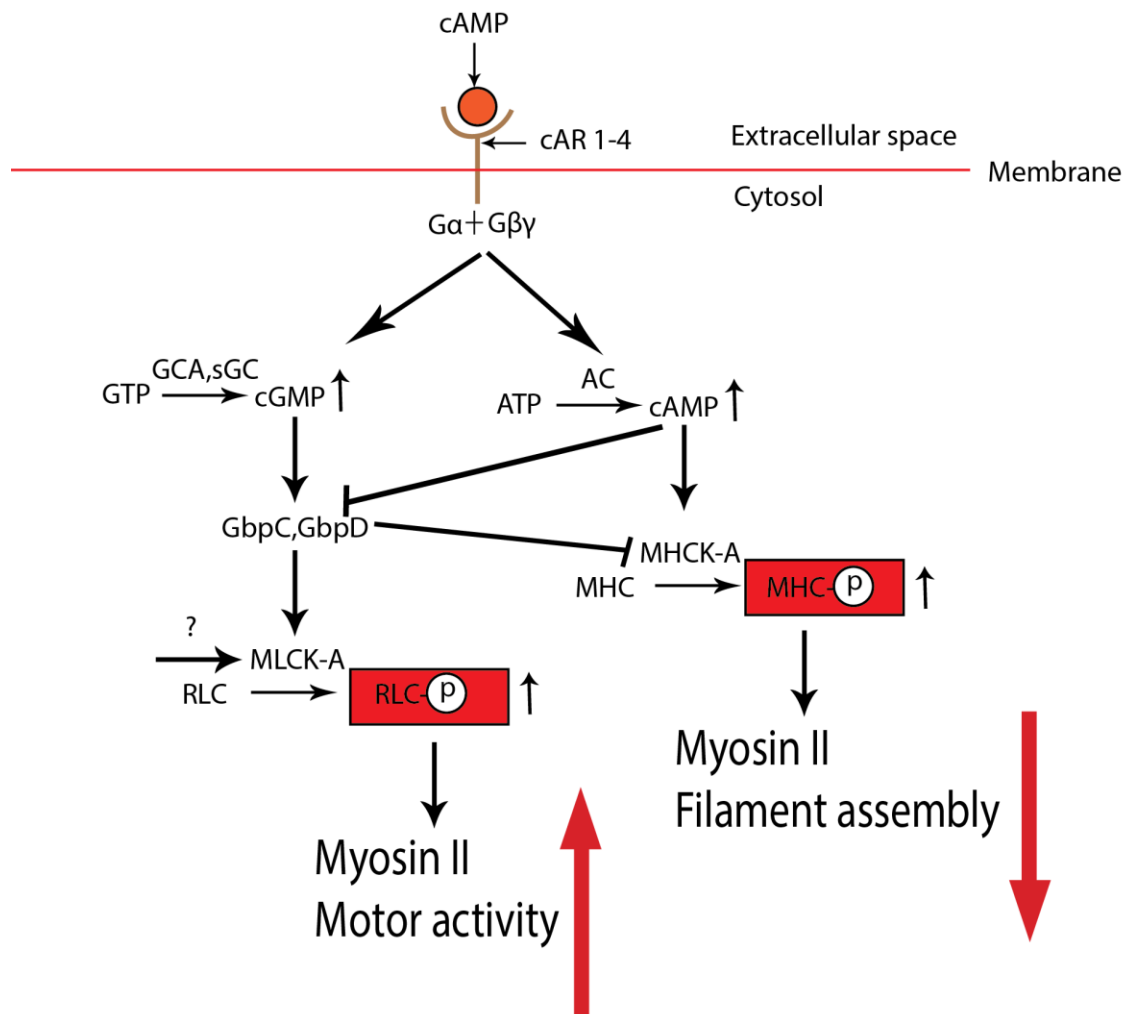 cAMP
cAR 1-4
Extracellular space
Membrane
Cytosol
Gα+Gβγ
GCA,sGC
GTP
cGMP
AC
ATP
cAMP
GbpC,GbpD
MHCK-A
MHC
MHC-p
?
MLCK-A
RLC
RLC-p
Myosin II
Filament assembly
Myosin II
Motor activity